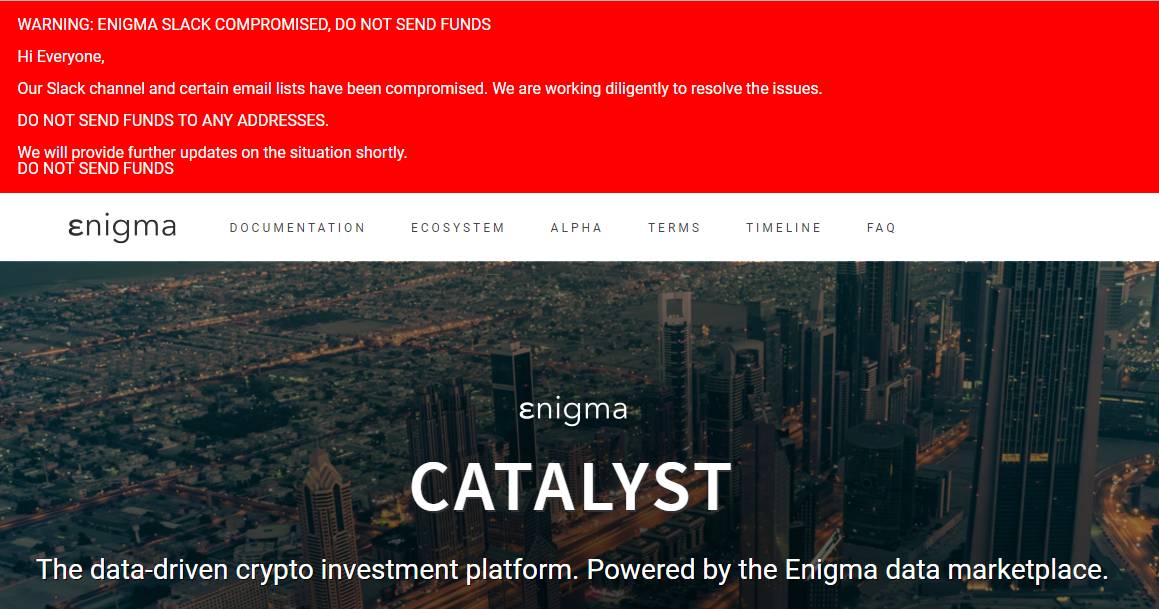 WARNING: ENIGMA SLACK COMPROMISED, DO NOT SEND FUNDS
Hi Everyone,
Our Slack channel and certain email lists have been compromised. We are working diligently to resolve the issues.
DO NOT SEND FUNDS TO ANY ADDRESSES.
We will provide further updates on the situation shortly.
DO NOT SEND FUNDS
εnigma DOCUMENTATION ECOSYSTEM ALPHA TERMS TIMELINE FAQ
εnigma
CATALYST
The data-driven crypto investment platform. Powered by the Enigma data marketplace.